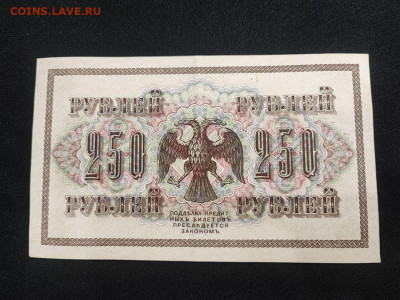 COINS.LAVE.RU
РУБЛЕЙ РУБЛЕЙ
250 250
РУБЛЕЙ РУБЛЕЙ
ПОДДѢЛКА КРЕДИТ
НЫХЪ БИЛЕТОВЪ
ПРЕСЛѢДУЕТСЯ
ЗАКОНОМЪ.